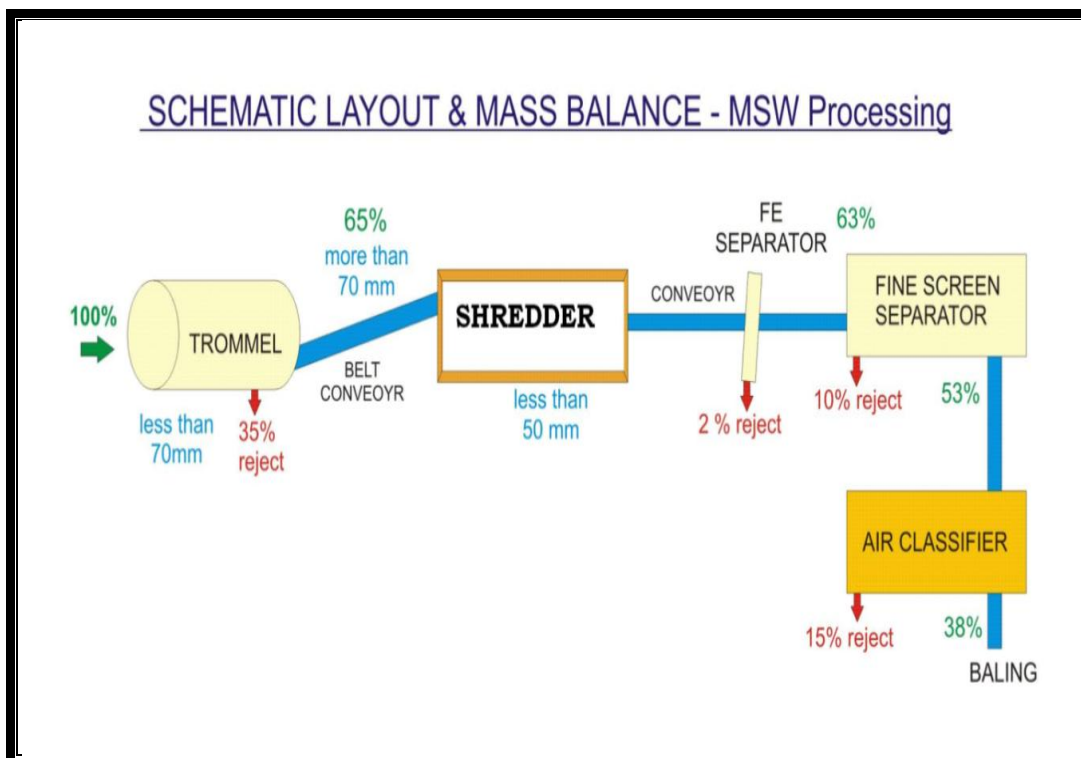 SCHEMATIC LAYOUT & MASS BALANCE - MSW Processing
100%
TROMMEL
less than
70mm
35%
reject
65%
more than
70 mm
BELT
CONVEOYR
SHREDDER
less than
50 mm
CONVEOYR
FE
SEPARATOR
2 % reject
63%
FINE SCREEN
SEPARATOR
10% reject
53%
AIR CLASSIFIER
15% reject
38%
BALING